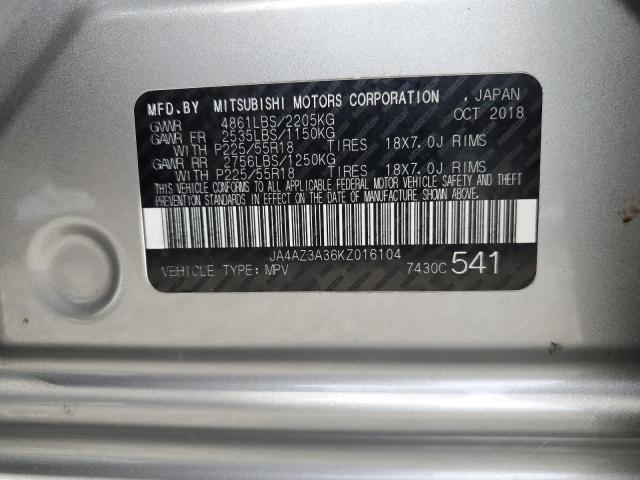 MFD.BY MITSUBISHI MOTORS CORPORATION , JAPAN
GVWR 4861LBS/2205KG OCT 2018
GAWR FR 2535LBS/1150KG
WITH P225/55R18 TIRES 18X7.0J RIMS
GAWR RR 2756LBS/1250KG
WITH P225/55R18 TIRES 18X7.0J RIMS
THIS VEHICLE CONFORMS TO ALL APPLICABLE FEDERAL MOTOR VEHICLE SAFETY AND THEFT
PREVENTION STANDARDS IN EFFECT ON THE DATE OF MANUFACTURE SHOWN ABOVE.
JA4AZ3A36KZ016104
VEHICLE TYPE: MPV 7430C 541